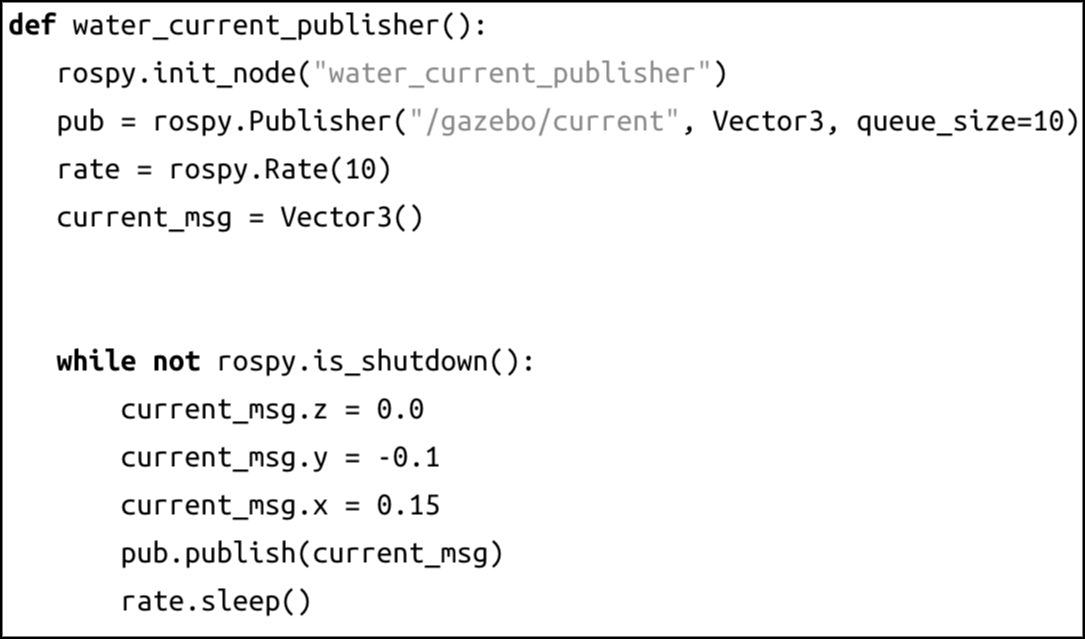 def water_current_publisher():
rospy.init_node("water_current_publisher")
pub = rospy.Publisher("/gazebo/current", Vector3, queue_size=10)
rate = rospy.Rate(10)
current_msg = Vector3()
while not rospy.is_shutdown():
current_msg.z = 0.0
current_msg.y = -0.1
current_msg.x = 0.15
pub.publish(current_msg)
rate.sleep()